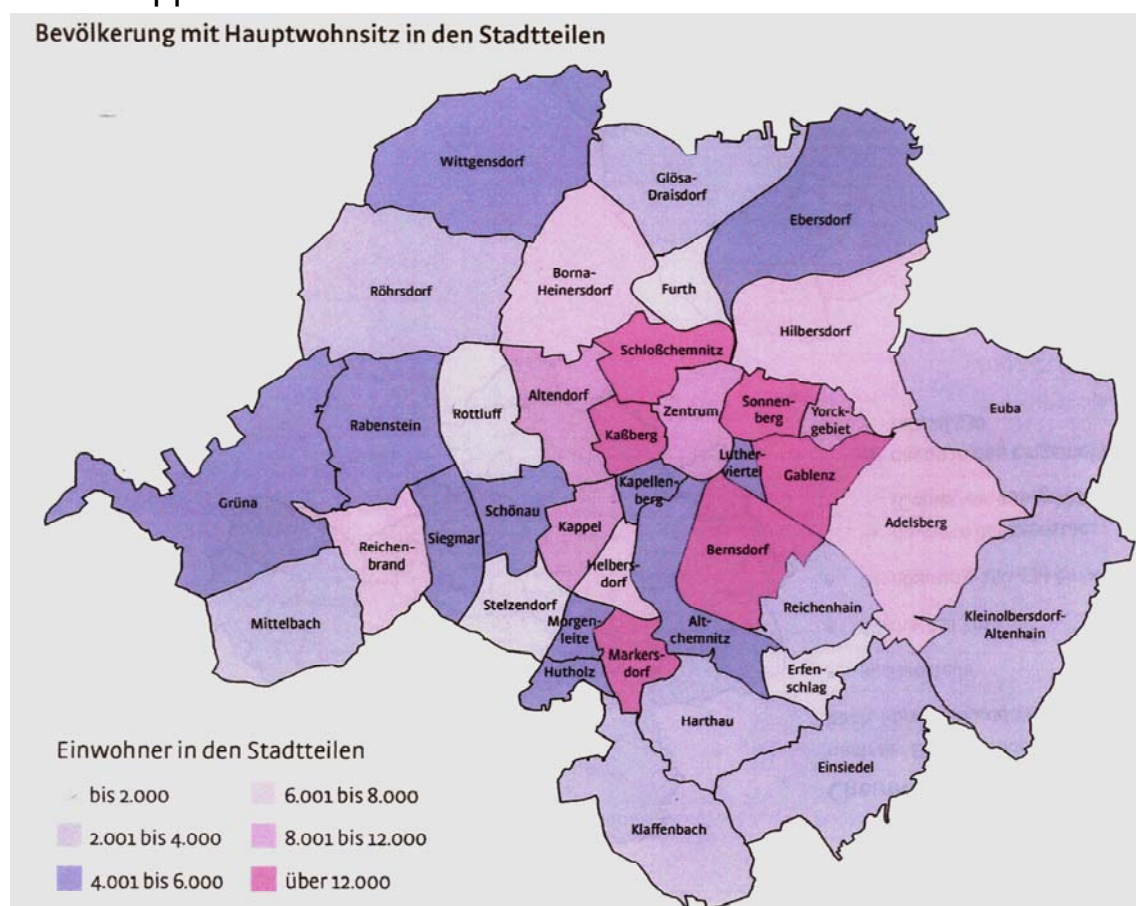 Bevölkerung mit Hauptwohnsitz in den Stadtteilen
Wittgensdorf
Glösa-
Draisdorf
Ebersdorf
Röhrsdorf
Borna-
Heinersdorf
Furth
Hilbersdorf
Schloßchemnitz
Altendorf
Rottluff
Rabenstein
Kaßberg
Zentrum
Sonnen-
berg
Yorck-
gebiet
Euba
Grüna
Schönau
Kapellen-
berg
Luther-
viertel
Gablenz
Adelsberg
Reichen-
brand
Siegmar
Kappel
Helbers-
dorf
Bernsdorf
Mittelbach
Stelzendorf
Morgen-
leite
Alt-
chemnitz
Reichenhain
Kleinolbersdorf-
Altenhain
Hutholz
Markers-
dorf
Erfen-
schlag
Harthau
Einsiedel
Klaffenbach
Einwohner in den Stadtteilen
bis 2.000
2.001 bis 4.000
4.001 bis 6.000
6.001 bis 8.000
8.001 bis 12.000
über 12.000